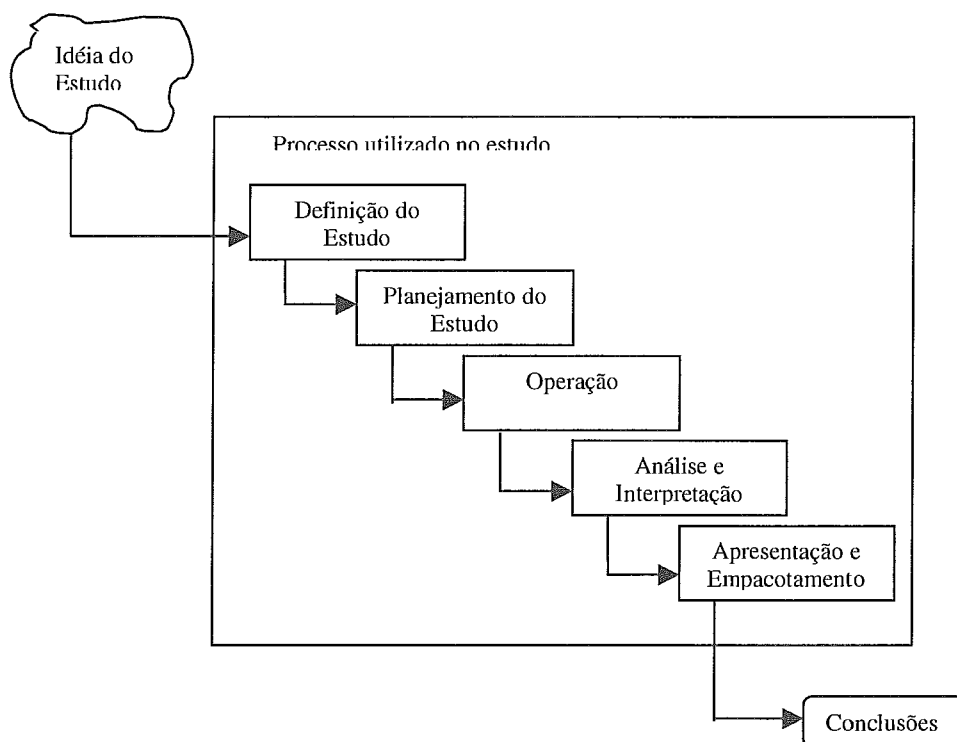 Idéia do
Estudo
Processo utilizado no estudo
Definição do
Estudo
Planejamento do
Estudo
Operação
Análise e
Interpretação
Apresentação e
Empacotamento
Conclusões